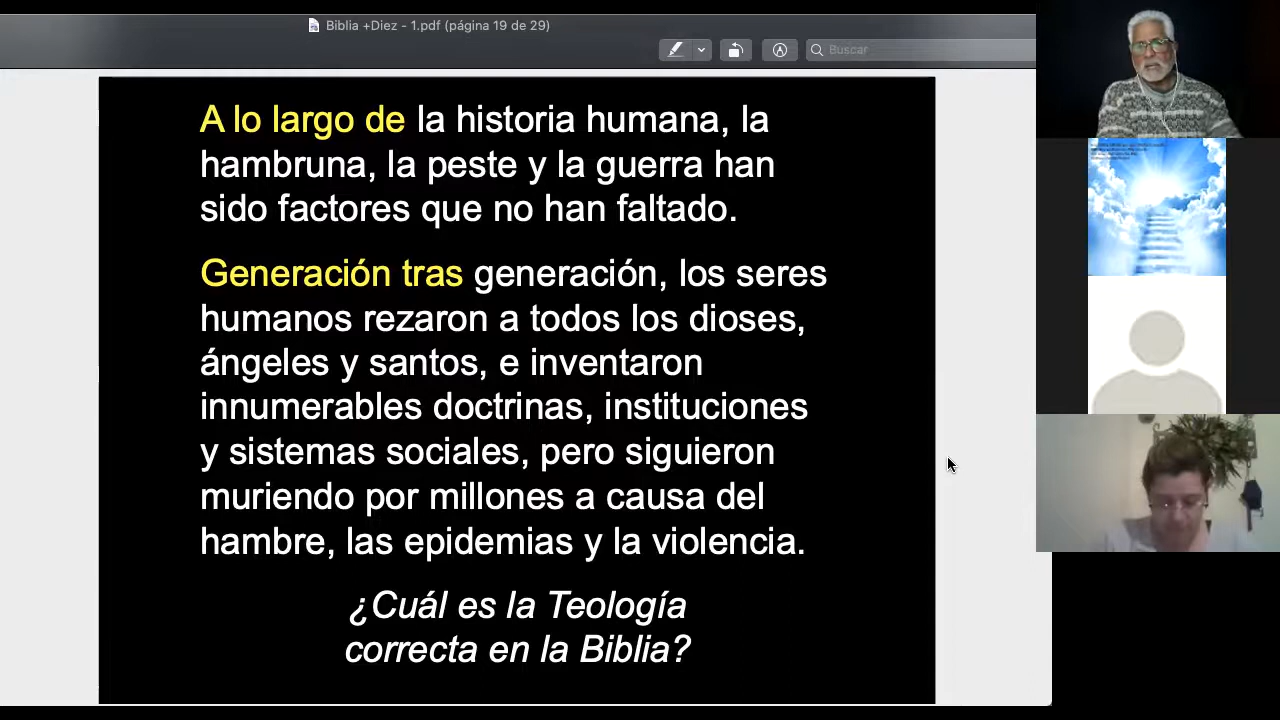 Biblia +Diez - 1.pdf (página 19 de 29)
Buscar
A lo largo de la historia humana, la
hambruna, la peste y la guerra han
sido factores que no han faltado.
Generación tras generación, los seres
humanos rezaron a todos los dioses,
ángeles y santos, e inventaron
innumerables doctrinas, instituciones
y sistemas sociales, pero siguieron
muriendo por millones a causa del
hambre, las epidemias y la violencia.
¿Cuál es la Teología
correcta en la Biblia?